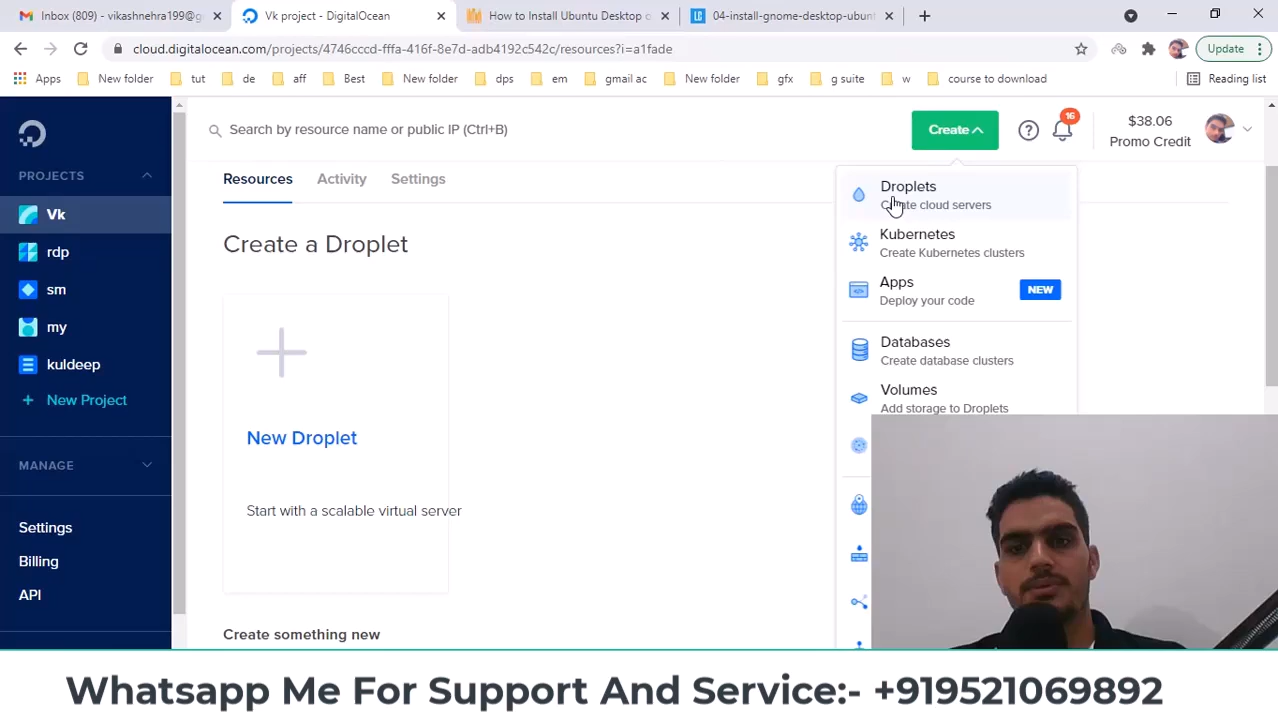 Inbox (809) - vikashnehra199@g
Vk project - DigitalOcean
How to Install Ubuntu Desktop o
04-install-gnome-desktop-ubunt
cloud.digitalocean.com/projects/4746cccd-fffa-416f-8e7d-adb4192c542c/resources?i=a1fade
Update
Apps
New folder
tut
de
aff
Best
New folder
dps
em
gmail ac
New folder
gfx
g suite
w
course to download
Reading list
PROJECTS
Vk
rdp
sm
my
kuldeep
+ New Project
MANAGE
Settings
Billing
API
Search by resource name or public IP (Ctrl+B)
Create
16
$38.06
Promo Credit
Resources
Activity
Settings
Create a Droplet
New Droplet
Start with a scalable virtual server
Create something new
Droplets
Create cloud servers
Kubernetes
Create Kubernetes clusters
Apps
Deploy your code
NEW
Databases
Create database clusters
Volumes
Add storage to Droplets
Whatsapp Me For Support And Service:- +919521069892